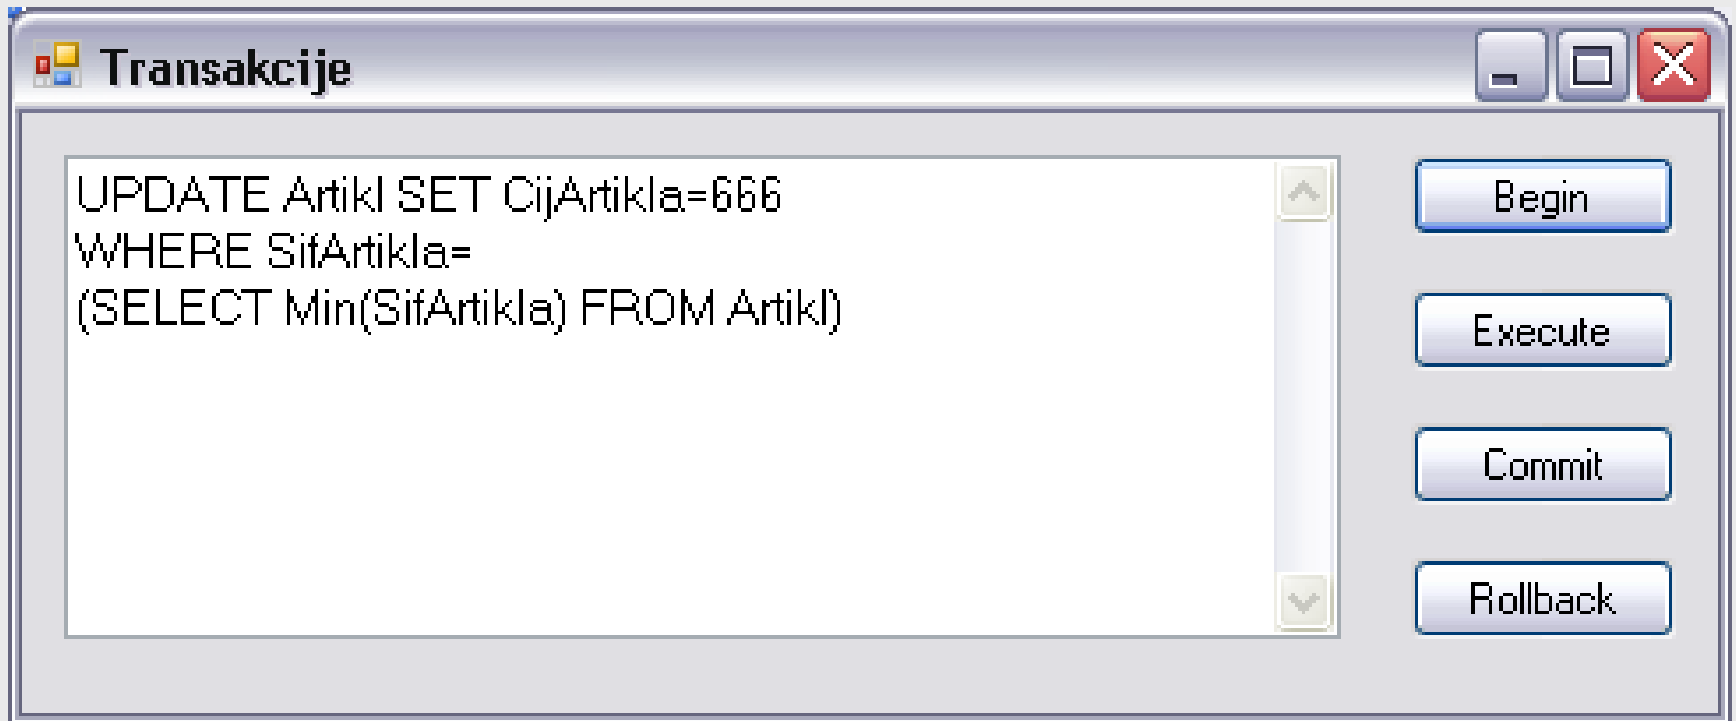 Transakcije
UPDATE Artikl SET CijArtikla=666
WHERE SifArtikla=
(SELECT Min(SifArtikla) FROM Artikl)
Begin
Execute
Commit
Rollback